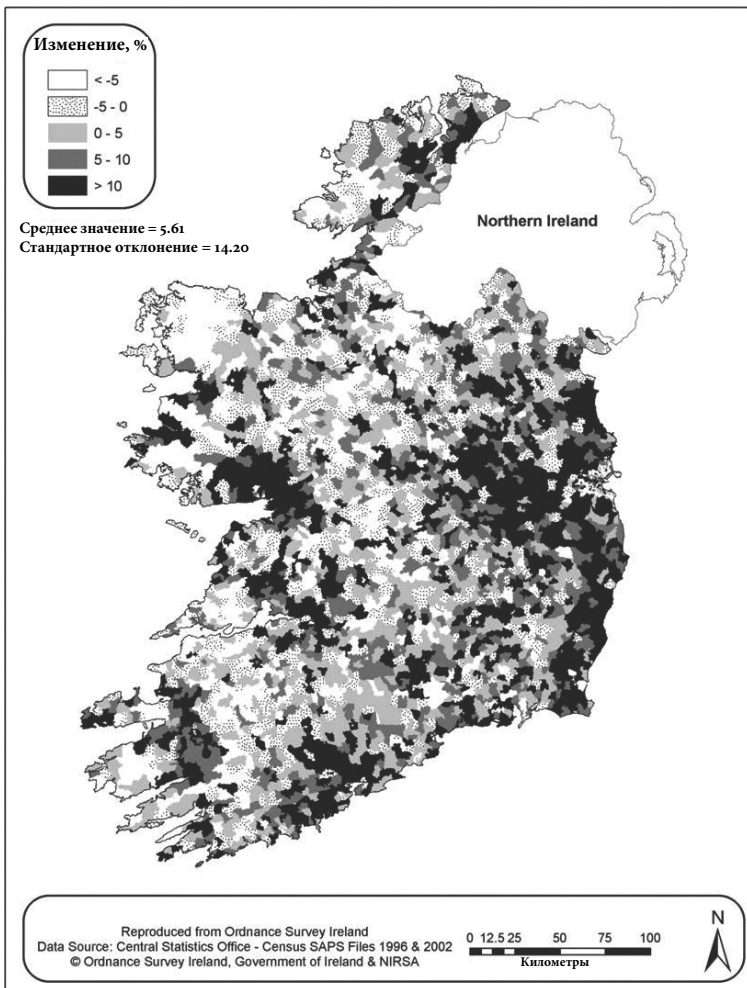 Изменение, %
< -5
-5 - 0
0 - 5
5 - 10
> 10
Среднее значение = 5.61
Стандартное отклонение = 14.20
Northern Ireland
Reproduced from Ordnance Survey Ireland
Data Source: Central Statistics Office - Census SAPS Files 1996 & 2002
© Ordnance Survey Ireland, Government of Ireland & NIRSA
0 12.5 25 50 75 100
Километры
N